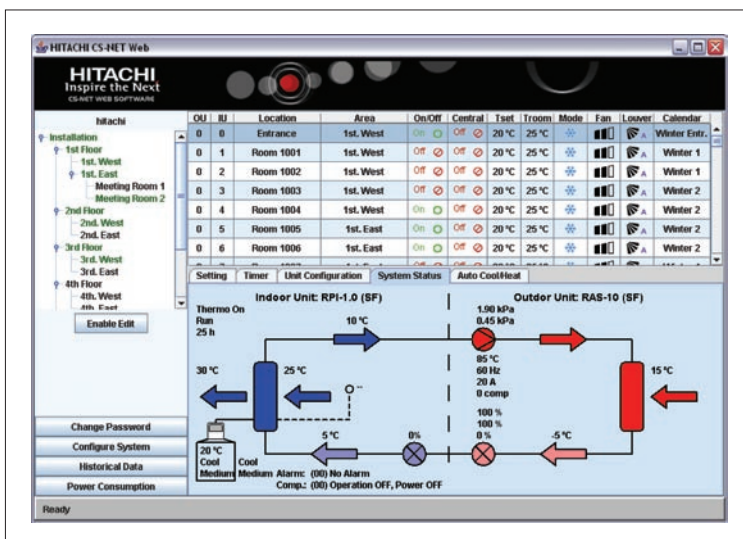 HITACHI CS-NET Web
HITACHI
Inspire the Next
CS-NET WEB SOFTWARE
hitachi
Installation
1st Floor
1st. West
1st. East
Meeting Room 1
Meeting Room 2
2nd Floor
2nd. West
2nd. East
3rd Floor
3rd. West
3rd. East
4th Floor
4th. West
4th. East
Enable Edit
Change Password
Configure System
Historical Data
Power Consumption
OU IU Location Area On/Off Central Tset Troom Mode Fan Louver Calendar
0 0 Entrance 1st. West On Off 20 ºC 25 ºC A Winter Entr.
0 1 Room 1001 1st. West Off Off 20 ºC 25 ºC A Winter 1
0 2 Room 1002 1st. West Off Off 20 ºC 25 ºC A Winter 1
0 3 Room 1003 1st. West Off Off 20 ºC 25 ºC A Winter 2
0 4 Room 1004 1st. West On Off 20 ºC 25 ºC A Winter 2
0 5 Room 1005 1st. East On Off 20 ºC 25 ºC A Winter 2
0 6 Room 1006 1st. East On Off 20 ºC 25 ºC A Winter 2
Setting Timer Unit Configuration System Status Auto Cool/Heat
Indoor Unit: RPI-1.0 (SF)
Outdor Unit: RAS-10 (SF)
Thermo On
Run
25 h
10 ºC
1.90 kPa
0.45 kPa
30 ºC
25 ºC
--
85 ºC
60 Hz
20 A
0 comp
15 ºC
100 %
100 %
0 %
5 ºC
0%
-5 ºC
20 ºC
Cool
Medium
Cool
Medium
Alarm: (00) No Alarm
Comp.: (00) Operation OFF, Power OFF
Ready